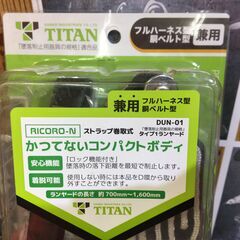 TITAN
「墜落制止用器具の規格」適合品
フルハーネス型
胴ベルト型
兼用
兼用
フルハーネス型
胴ベルト型
DUN-01
「墜落制止用器具の規格」
タイプ1ランヤード
RICORO-N ストラップ巻取式
かつてないコンパクトボディ
安心機能
「ロック機能付き」
墜落時の落下距離を最短で制止します。
着脱可能
使用しない時には本品をD環から取り
外すことができます。
ランヤードの長さ 約700mm〜1,600mm
TITAN